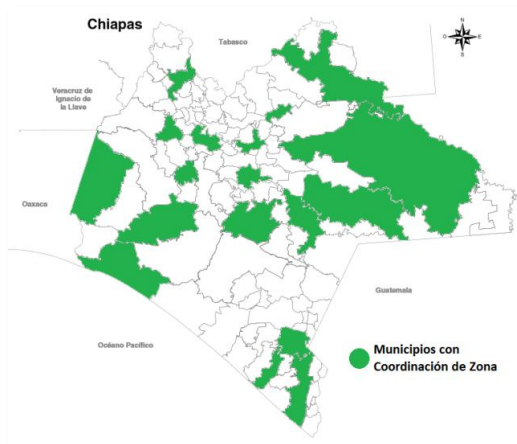 Chiapas
Tabasco
N
O
E
S
Veracruz de
Ignacio de
la Llave
Oaxaca
Guatemala
Océano Pacífico
Municipios con
Coordinación de Zona